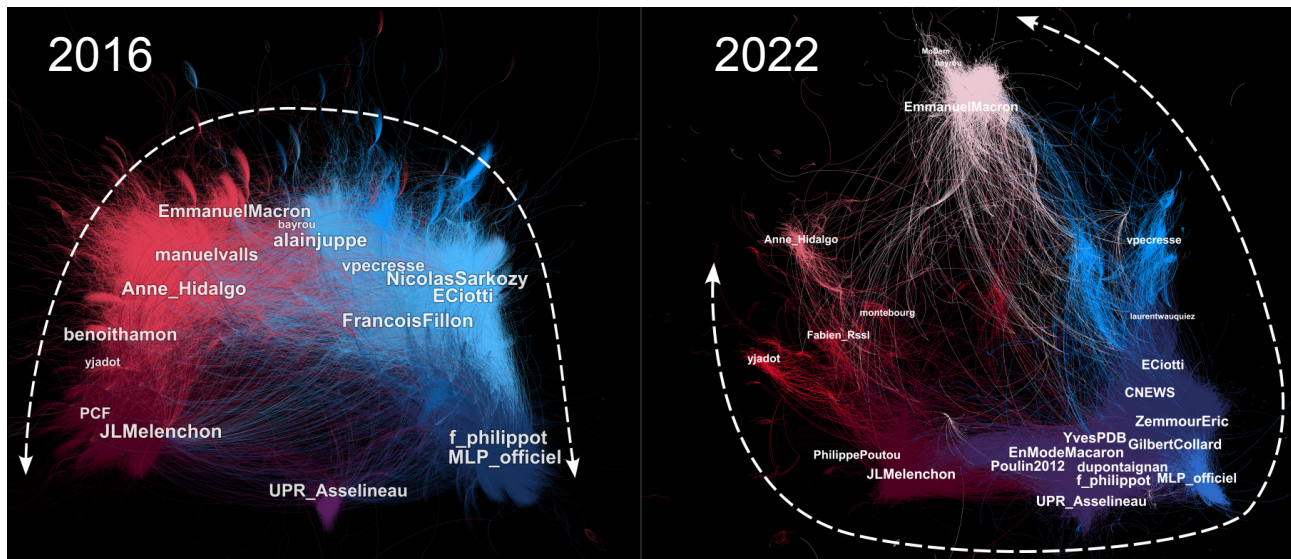 2016
EmmanuelMacron
bayrou
alainjuppe
manuelvalls
vpecresse
NicolasSarkozy
Anne_Hidalgo
ECiotti
FrancoisFillon
benoithamon
yjadot
PCF
JLMelenchon
f_philippot
MLP_officiel
UPR_Asselineau
2022
MoDem
bayrou
EmmanuelMacron
Anne_Hidalgo
vpecresse
montebourg
laurentwauquiez
Fabien_Rssl
yjadot
ECiotti
CNEWS
ZemmourEric
YvesPDB
GilbertCollard
EnModeMacaron
PhilippePoutou
Poulin2012
dupontaignan
JLMelenchon
f_philippot
MLP_officiel
UPR_Asselineau